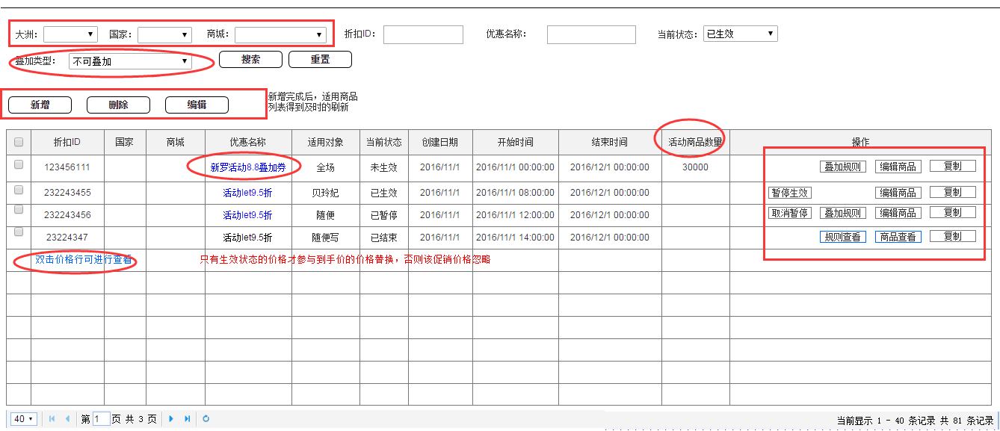 大洲： 国家： 商城： 折扣ID： 优惠名称： 当前状态： 已生效
叠加类型： 不可叠加 搜索 重置
新增 删除 编辑 新增完成后，适用商品
列表得到及时的刷新
折扣ID 国家 商城 优惠名称 适用对象 当前状态 创建日期 开始时间 结束时间 活动商品数量 操作
123456111 新罗活动8.8叠加券 全场 未生效 2016/11/1 2016/11/1 00:00:00 2016/12/1 00:00:00 30000 叠加规则 编辑商品 复制
232243455 活动let9.5折 贝玲妃 已生效 2016/11/1 2016/11/1 08:00:00 2016/12/1 00:00:00 暂停生效 编辑商品 复制
232243456 活动let9.5折 随便 已暂停 2016/11/1 2016/11/1 12:00:00 2016/12/1 00:00:00 取消暂停 叠加规则 编辑商品 复制
23224347 活动let9.5折 随便写 已结束 2016/11/1 2016/11/1 14:00:00 2016/12/1 00:00:00 规则查看 商品查看 复制
双击价格行可进行查看 只有生效状态的价格才参与到手价的价格替换，否则该促销价格忽略
40 第 1 页 共 3 页 当前显示 1 - 40 条记录 共 81 条记录